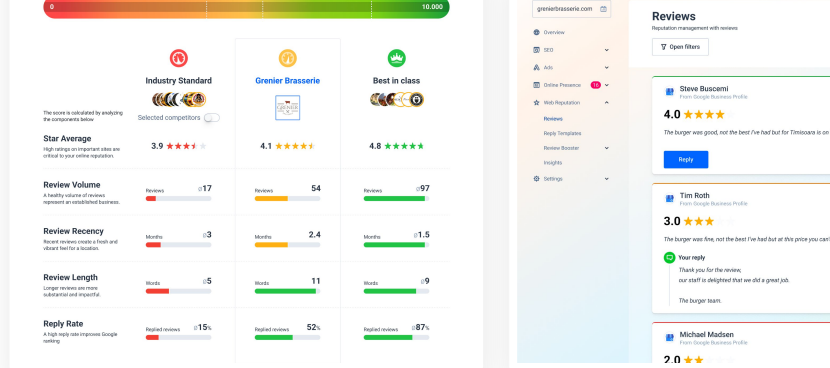 0
10.000
Industry Standard
Grenier Brasserie
Best in class
GRENIER
The score is calculated by analyzing
the components below
Selected competitors
Star Average
High ratings on important sites are
critical to your online reputation.
3.9
4.1
4.8
Review Volume
A healthy volume of reviews
represent an established business.
Reviews ø17
Reviews 54
Reviews ø97
Review Recency
Recent reviews create a fresh and
vibrant feel for a location.
Months ø3
Months 2.4
Months ø1.5
Review Length
Longer reviews are more
substantial and impactful.
Words ø5
Words 11
Words ø9
Reply Rate
A high reply rate improves Google
ranking
Replied reviews ø15%
Replied reviews 52%
Replied reviews ø87%
grenierbrasserie.com
Overview
SEO
Ads
Online Presence
Web Reputation
Reviews
Reply Templates
Review Booster
Insights
Settings
Reviews
Reputation management with reviews
Open filters
Steve Buscemi
From Google Business Profile
4.0
The burger was good, not the best I've had but for Timisoara is on
Reply
Tim Roth
From Google Business Profile
3.0
The burger was fine, not the best I've had but at this price you can't
Your reply
Thank you for the review,
our staff is delighted that we did a great job.
The burger team.
Michael Madsen
From Google Business Profile
2.0